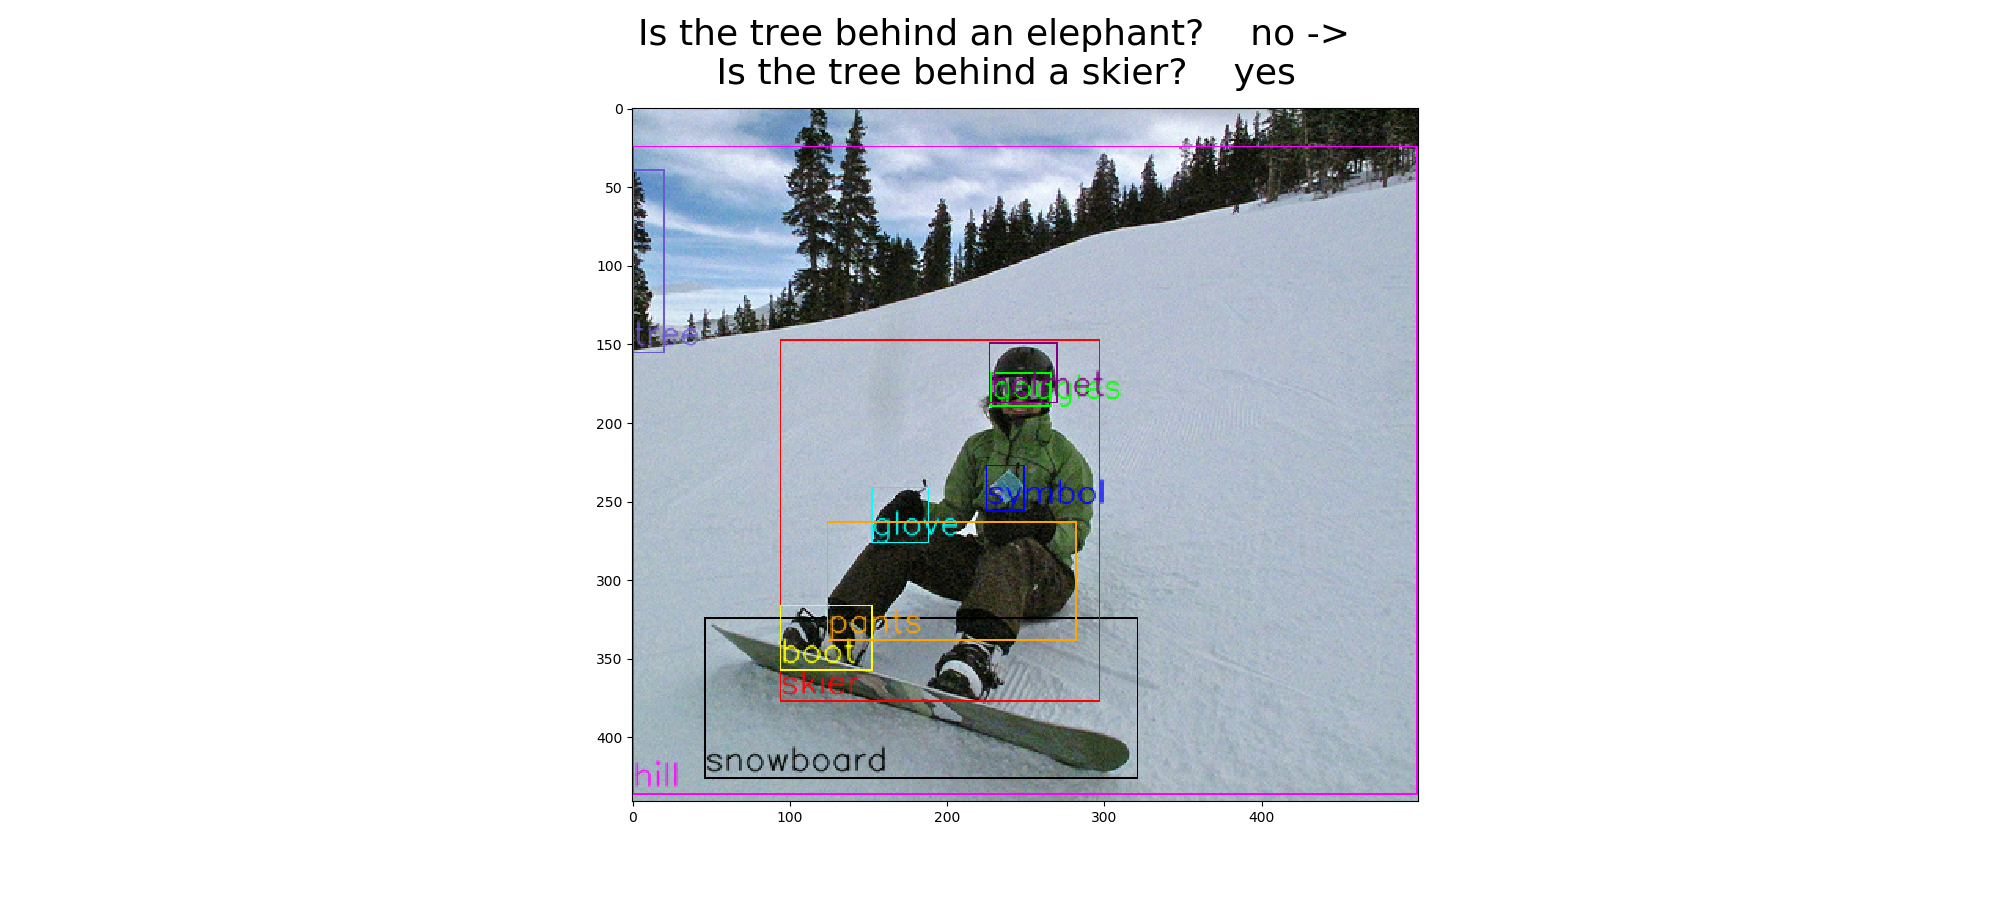 Is the tree behind an elephant?    no ->
Is the tree behind a skier?    yes
0
50
100
150
200
250
300
350
400
tree
helmet
goggles
symbol
glove
pants
boot
skier
snowboard
hill
0 100 200 300 400